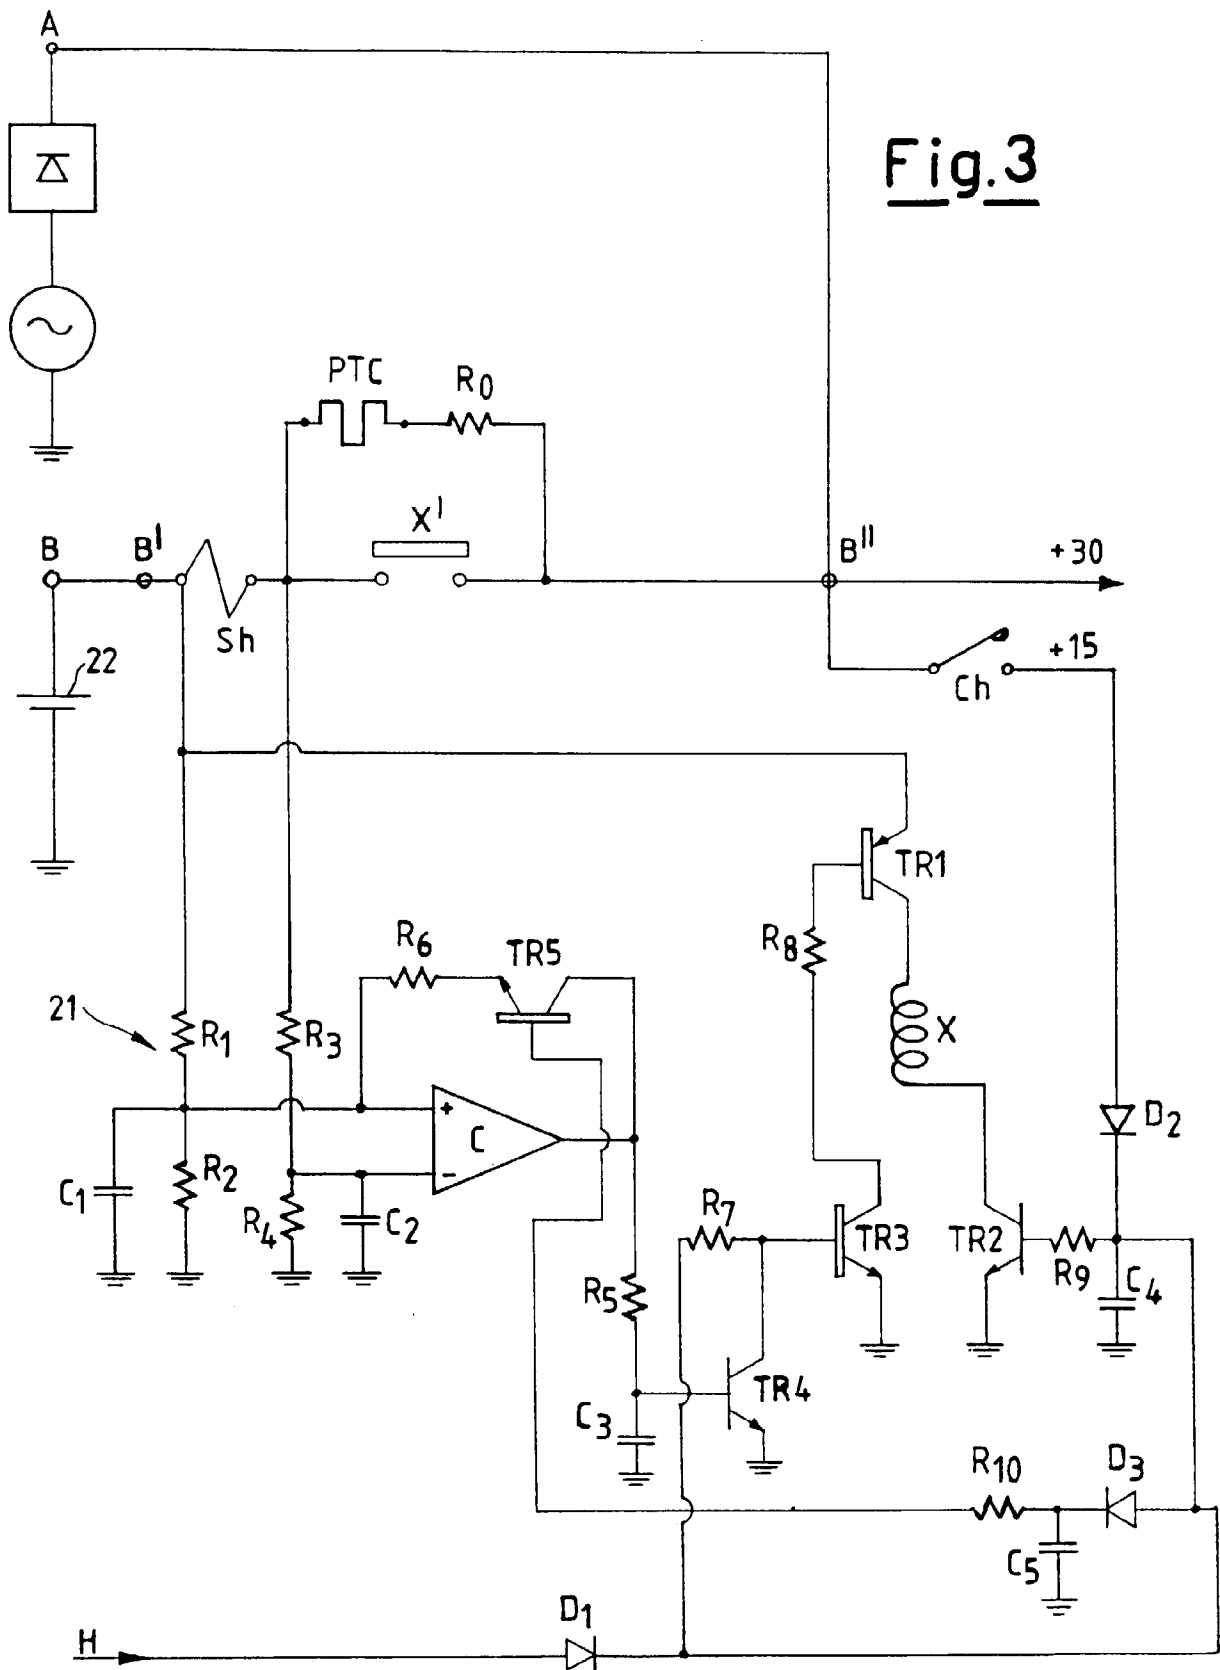 A
Fig.3
PTC
R0
X'
B
B'
B''
+30
Sh
22
+15
Ch
TR1
R6
TR5
R8
21
R1
R3
X
+
C
D2
-
R2
C1
R4
C2
R7
TR3
TR2
R9
C4
R5
TR4
C3
R10
D3
C5
D1
H